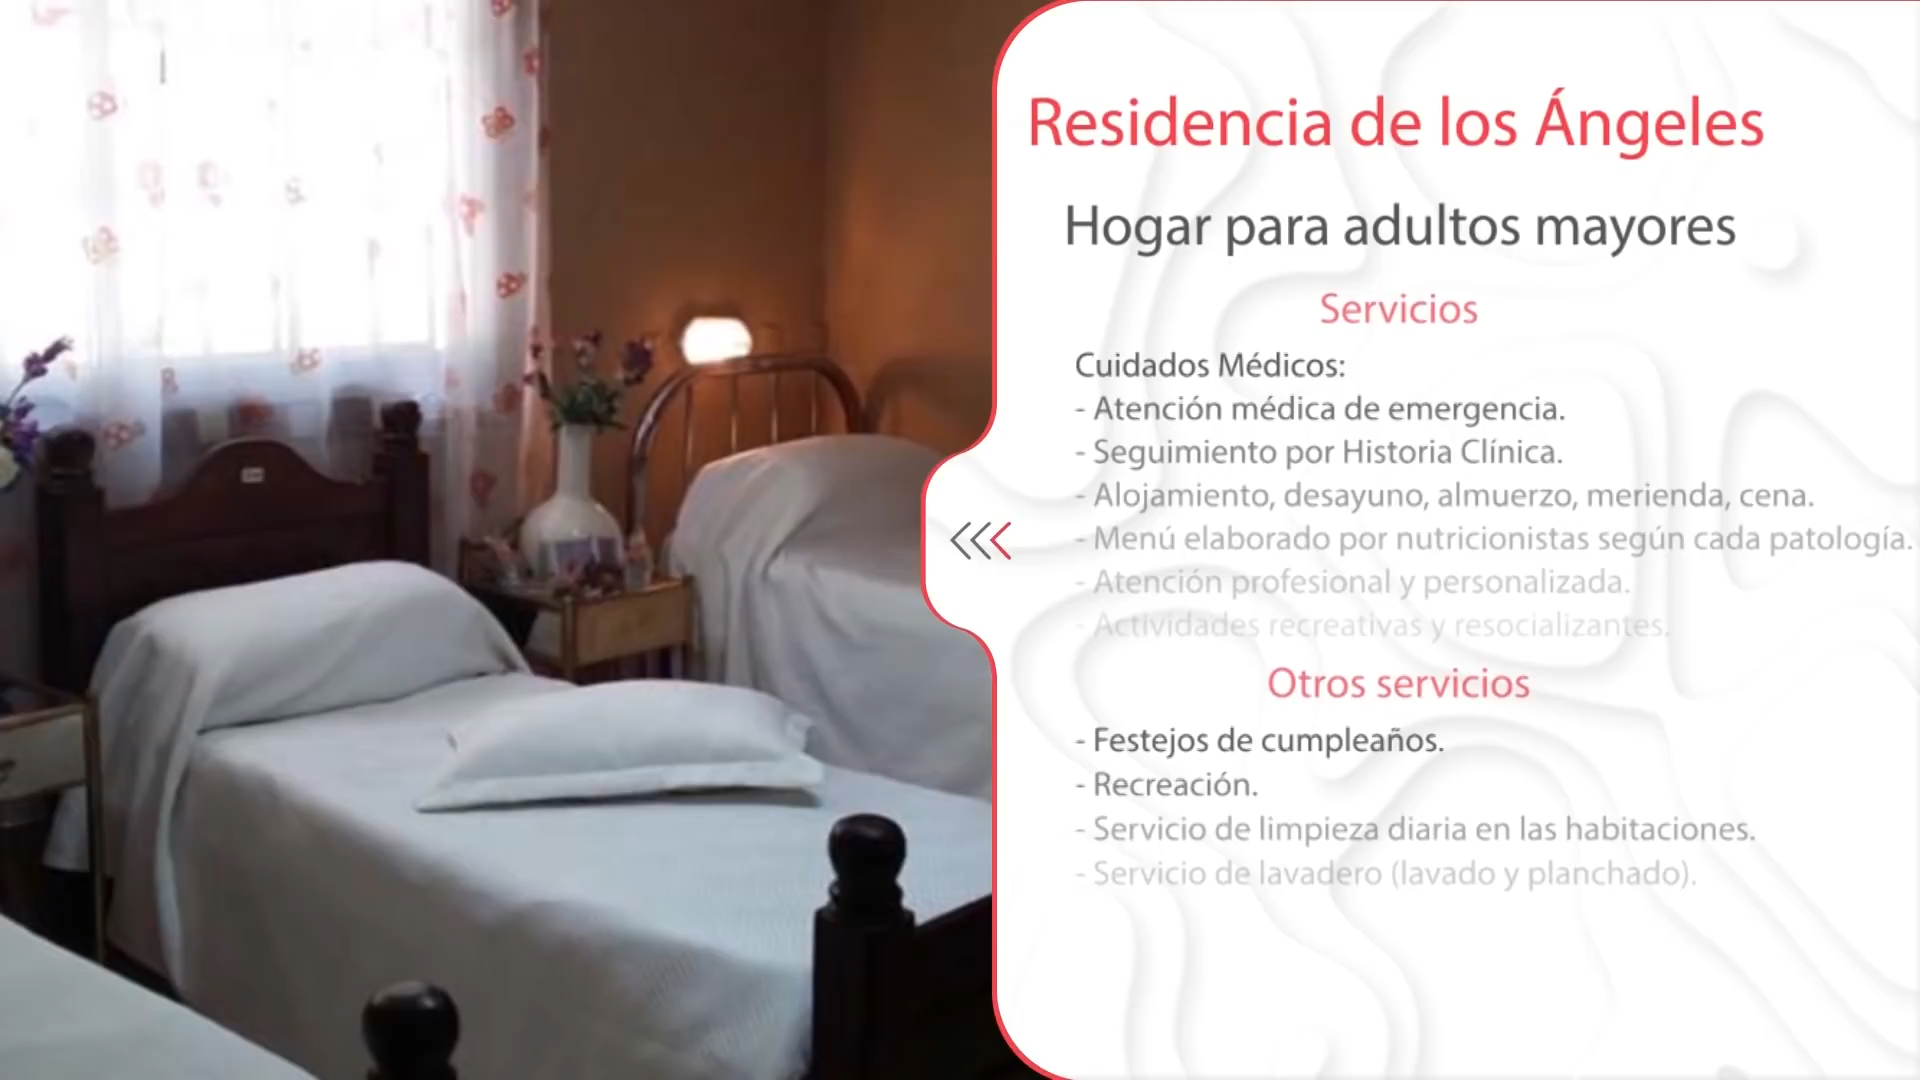 Residencia de los Ángeles
Hogar para adultos mayores
Servicios
Cuidados Médicos:
- Atención médica de emergencia.
- Seguimiento por Historia Clínica.
- Alojamiento, desayuno, almuerzo, merienda, cena.
- Menú elaborado por nutricionistas según cada patología.
- Atención profesional y personalizada.
- Actividades recreativas y resocializantes.
Otros servicios
- Festejos de cumpleaños.
- Recreación.
- Servicio de limpieza diaria en las habitaciones.
- Servicio de lavadero (lavado y planchado).